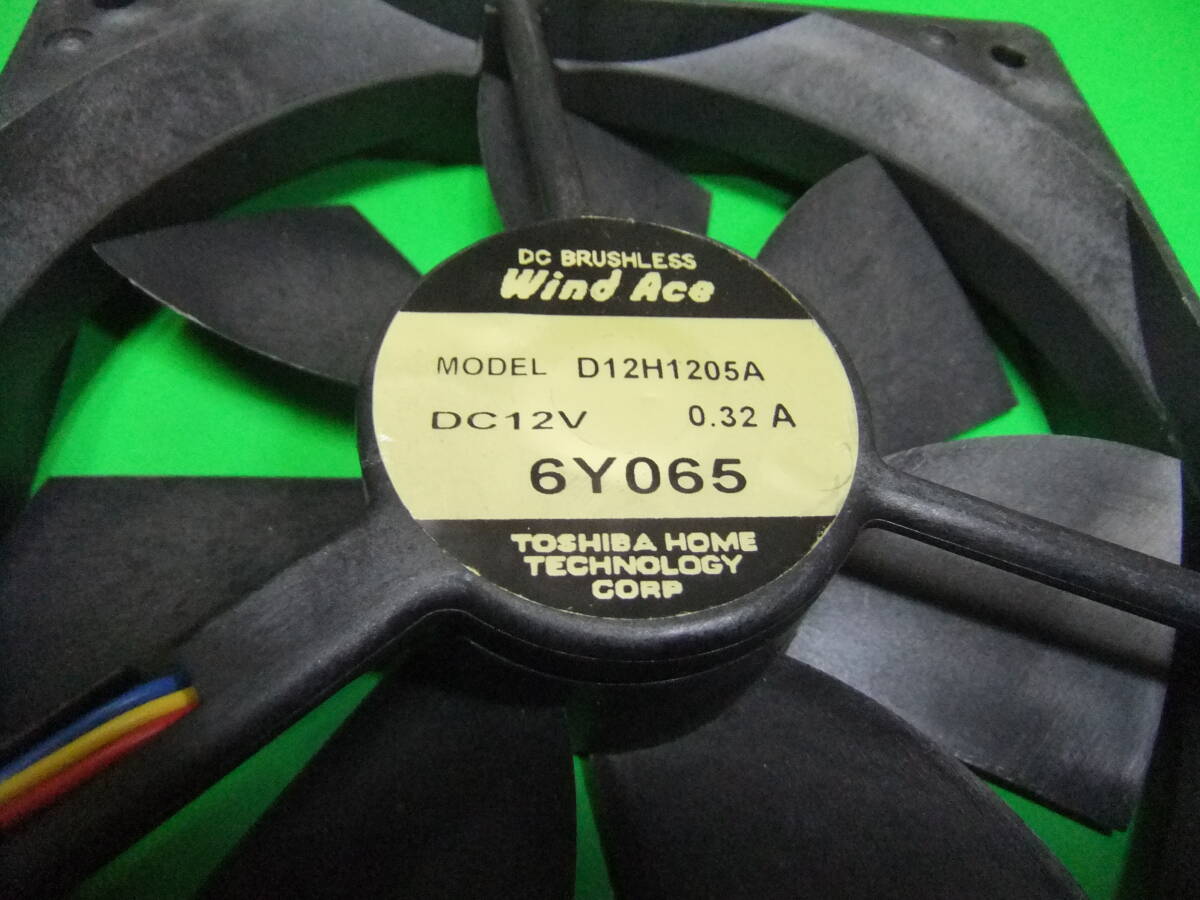 DC BRUSHLESS
Wind Ace
MODEL D12H1205A
DC12V 0.32 A
6Y065
TOSHIBA HOME
TECHNOLOGY
CORP